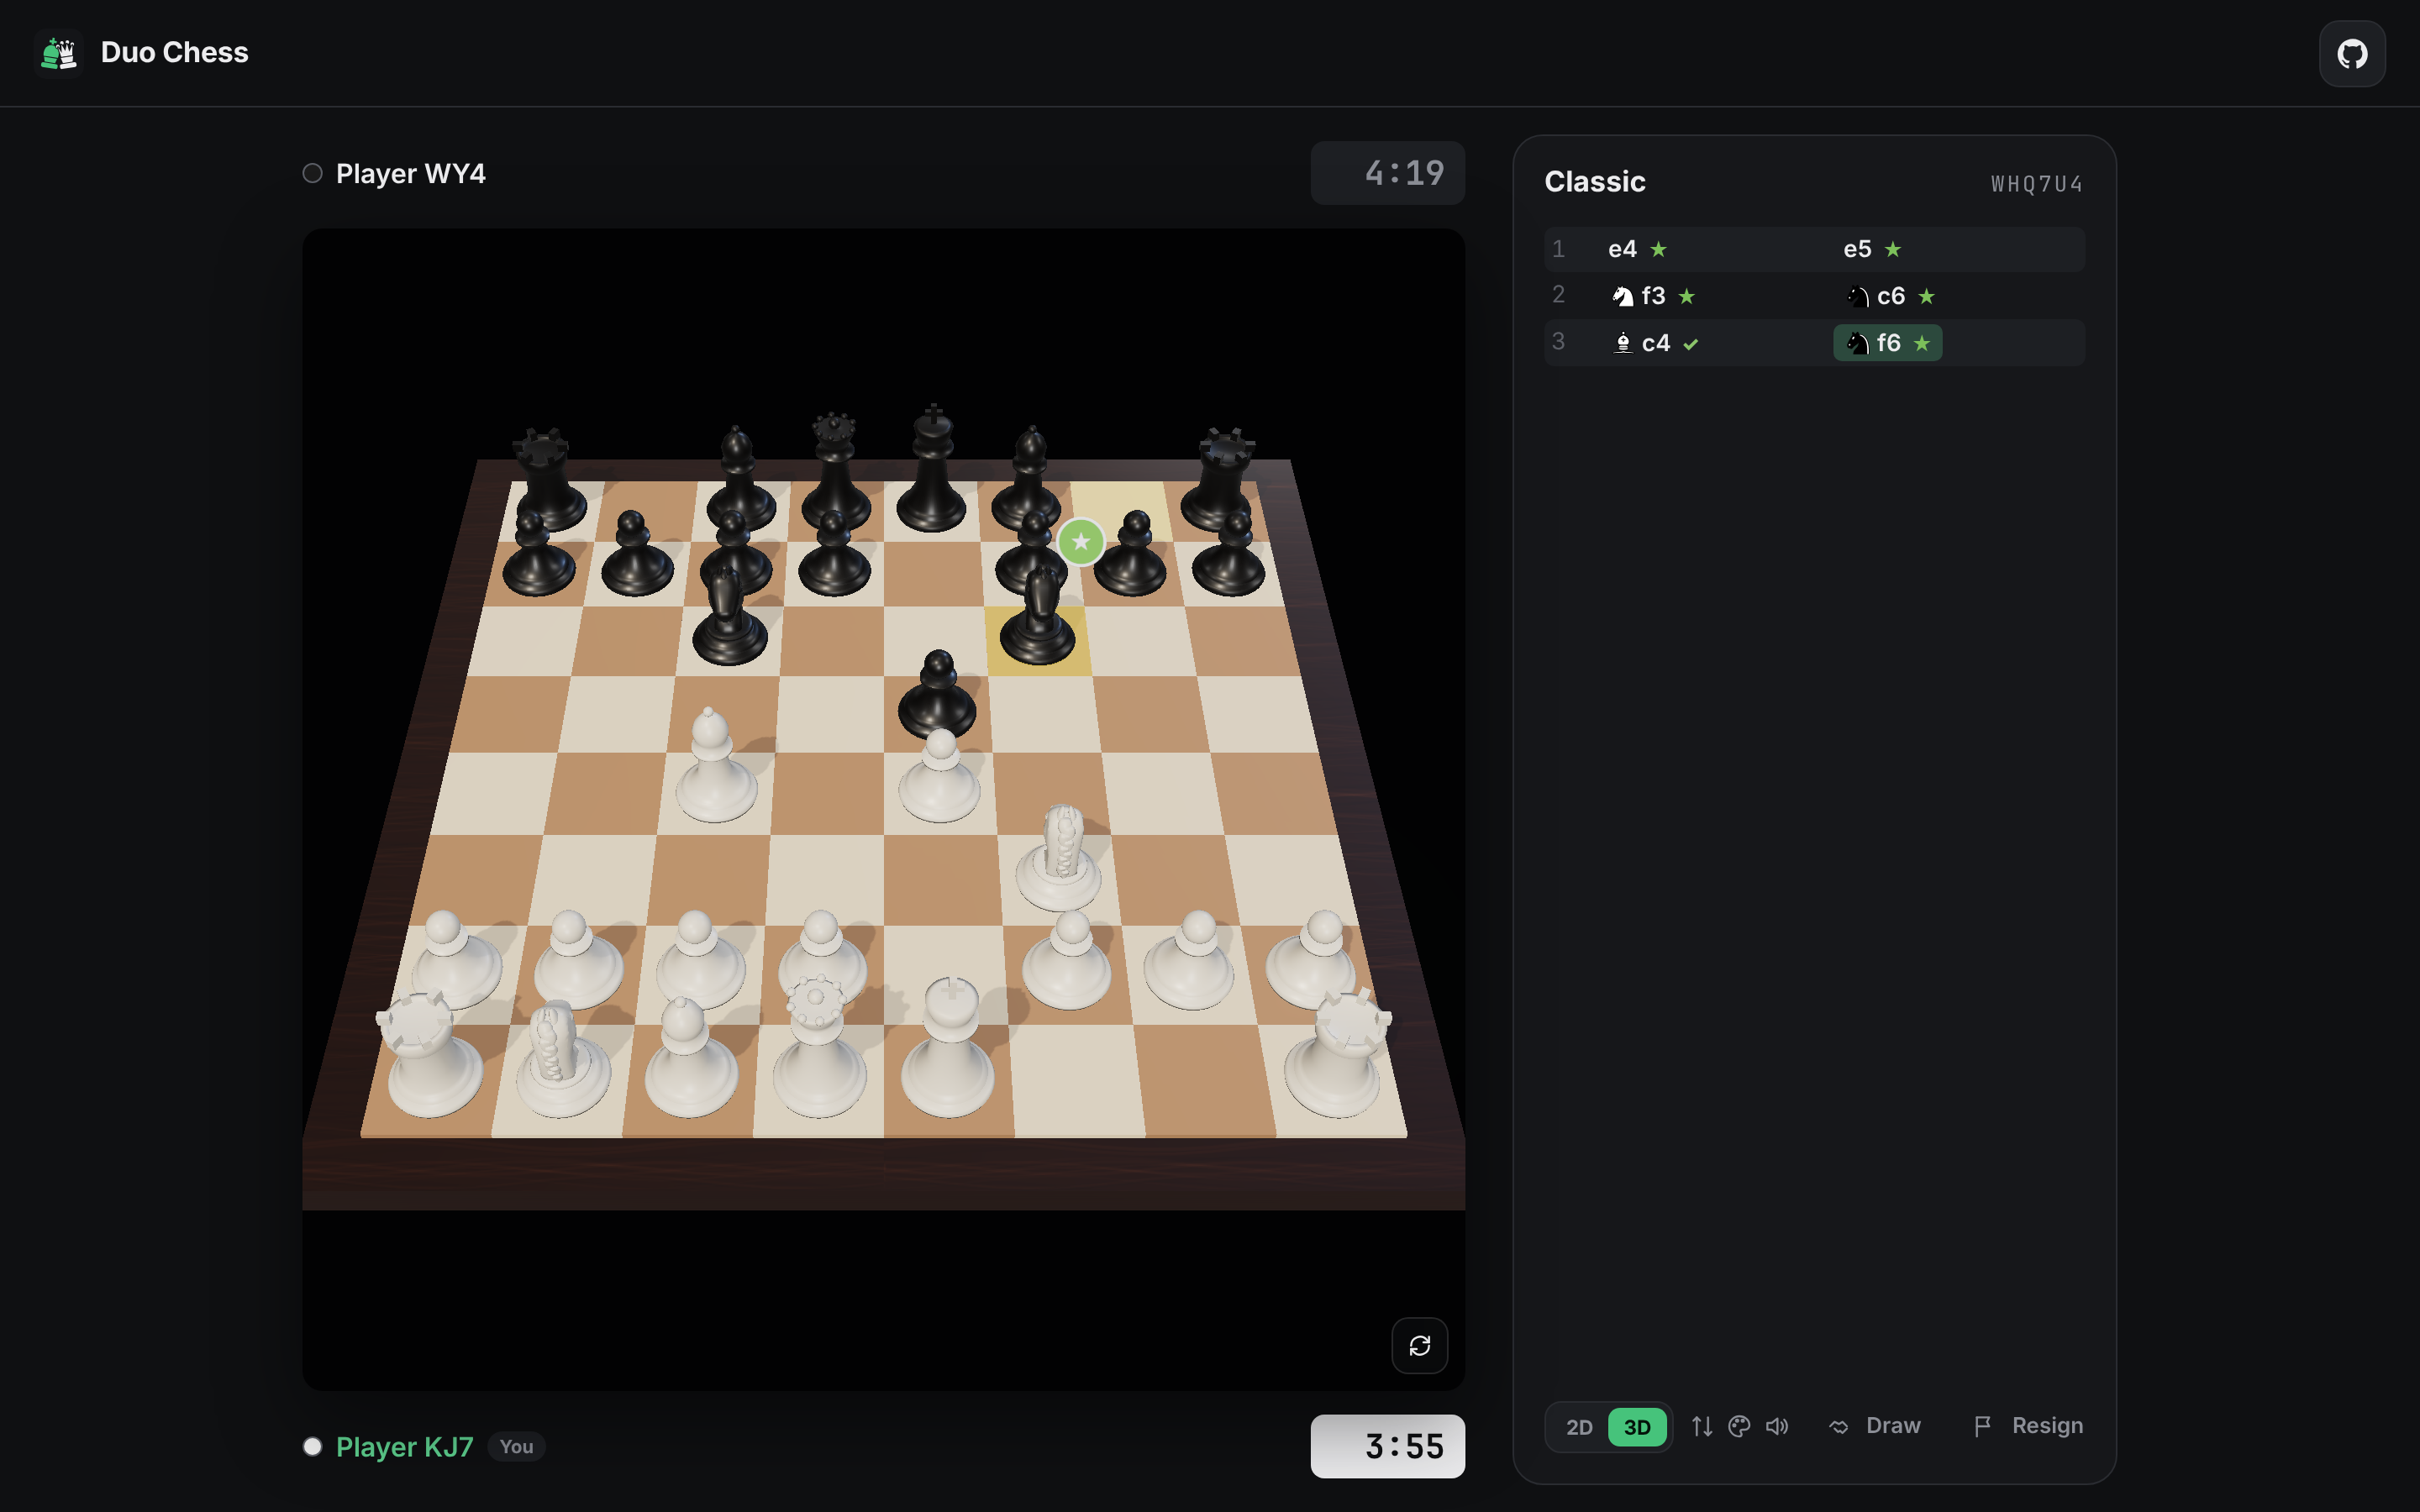 Duo Chess
Player WY4
4:19
Classic
WHQ7U4
1 e4 e5
2 f3 c6
3 c4 f6
2D 3D Draw Resign
Player KJ7 You
3:55